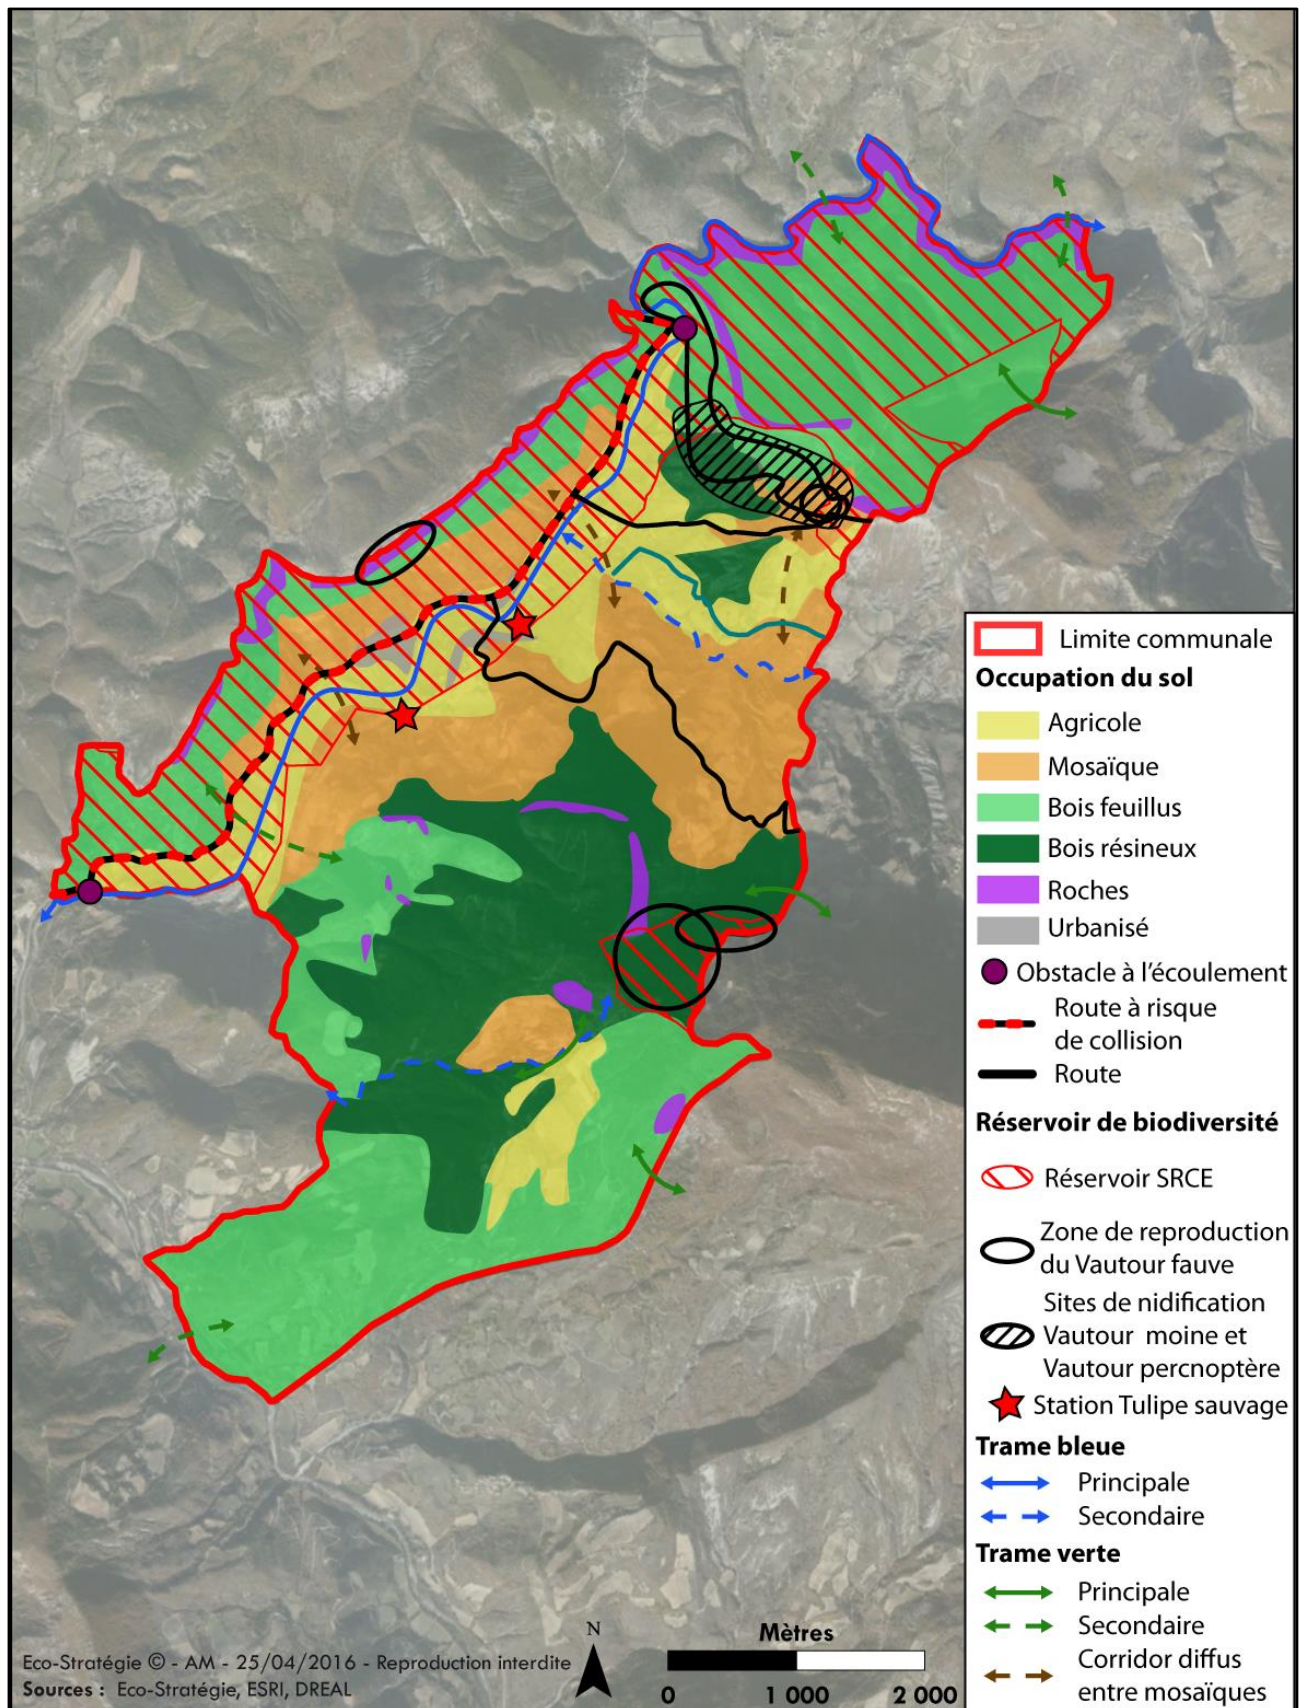 Limite communale
Occupation du sol
Agricole
Mosaïque
Bois feuillus
Bois résineux
Roches
Urbanisé
Obstacle à l'écoulement
Route à risque
de collision
Route
Réservoir de biodiversité
Réservoir SRCE
Zone de reproduction
du Vautour fauve
Sites de nidification
Vautour moine et
Vautour percnoptère
Station Tulipe sauvage
Trame bleue
Principale
Secondaire
Trame verte
Principale
Secondaire
Corridor diffus
entre mosaïques
N
Mètres
0 1 000 2 000
Eco-Stratégie © - AM - 25/04/2016 - Reproduction interdite
Sources : Eco-Stratégie, ESRI, DREAL